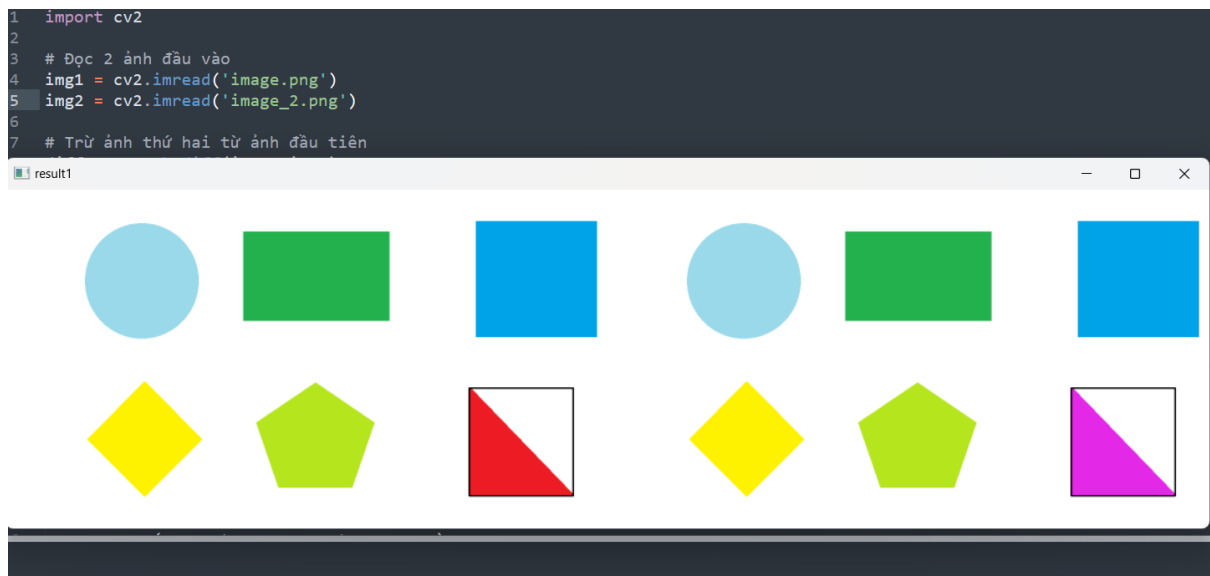 1 import cv2
2
3 # Đọc 2 ảnh đầu vào
4 img1 = cv2.imread('image.png')
5 img2 = cv2.imread('image_2.png')
6
7 # Trừ ảnh thứ hai từ ảnh đầu tiên
result1